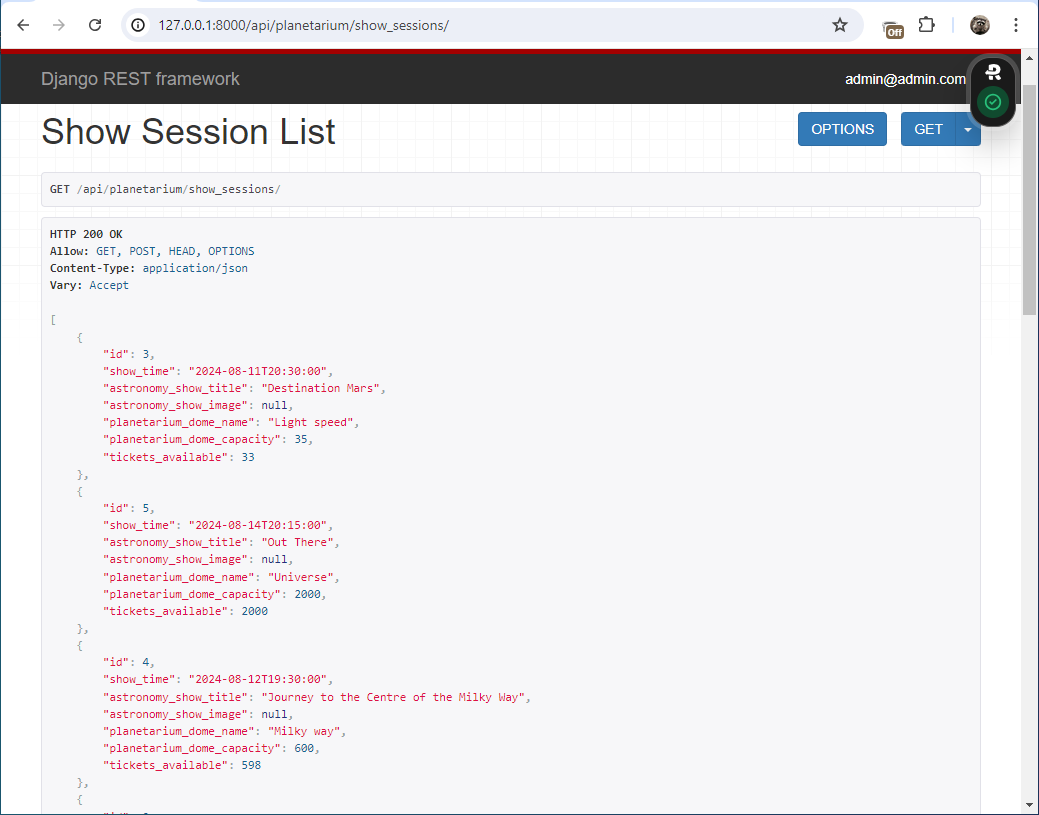 127.0.0.1:8000/api/planetarium/show_sessions/
Off
Django REST framework
admin@admin.com
Show Session List
OPTIONS
GET
GET /api/planetarium/show_sessions/
HTTP 200 OK
Allow: GET, POST, HEAD, OPTIONS
Content-Type: application/json
Vary: Accept
[
{
"id": 3,
"show_time": "2024-08-11T20:30:00",
"astronomy_show_title": "Destination Mars",
"astronomy_show_image": null,
"planetarium_dome_name": "Light speed",
"planetarium_dome_capacity": 35,
"tickets_available": 33
},
{
"id": 5,
"show_time": "2024-08-14T20:15:00",
"astronomy_show_title": "Out There",
"astronomy_show_image": null,
"planetarium_dome_name": "Universe",
"planetarium_dome_capacity": 2000,
"tickets_available": 2000
},
{
"id": 4,
"show_time": "2024-08-12T19:30:00",
"astronomy_show_title": "Journey to the Centre of the Milky Way",
"astronomy_show_image": null,
"planetarium_dome_name": "Milky way",
"planetarium_dome_capacity": 600,
"tickets_available": 598
},
{